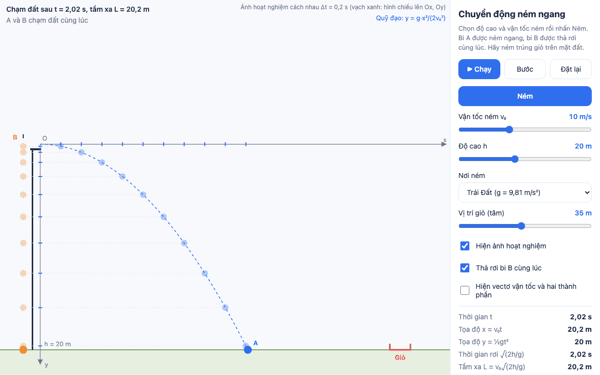 Chạm đất sau t = 2,02 s, tầm xa L = 20,2 m
A và B chạm đất cùng lúc
Ảnh hoạt nghiệm cách nhau Δt = 0,2 s (vạch xanh: hình chiếu lên Ox, Oy)
Quỹ đạo: y = g·x²/(2v₀²)
B
O
x
h = 20 m
y
A
Giỏ
Chuyển động ném ngang
Chọn độ cao và vận tốc ném rồi nhấn Ném.
Bi A được ném ngang, bi B được thả rơi
cùng lúc. Hãy ném trúng giỏ trên mặt đất.
Chạy
Bước
Đặt lại
Ném
Vận tốc ném v₀ 10 m/s
Độ cao h 20 m
Nơi ném
Trái Đất (g = 9,81 m/s²)
Vị trí giỏ (tâm) 35 m
Hiện ảnh hoạt nghiệm
Thả rơi bi B cùng lúc
Hiện vectơ vận tốc và hai thành
phần
Thời gian t 2,02 s
Tọa độ x = v₀t 20,2 m
Tọa độ y = ½gt² 20 m
Thời gian rơi √(2h/g) 2,02 s
Tầm xa L = v₀√(2h/g) 20,2 m